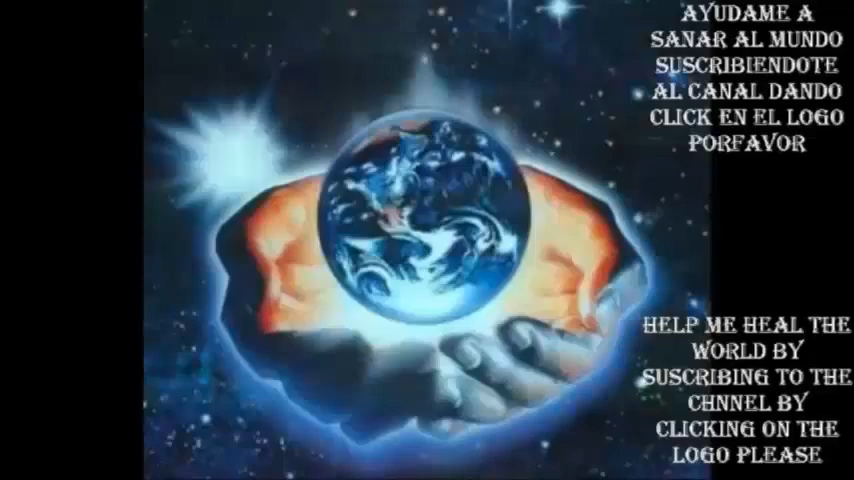 AYUDAME A
SANAR AL MUNDO
SUSCRIBIENDOTE
AL CANAL DANDO
CLICK EN EL LOGO
PORFAVOR
HELP ME HEAL THE
WORLD BY
SUSCRIBING TO THE
CHNNEL BY
CLICKING ON THE
LOGO PLEASE